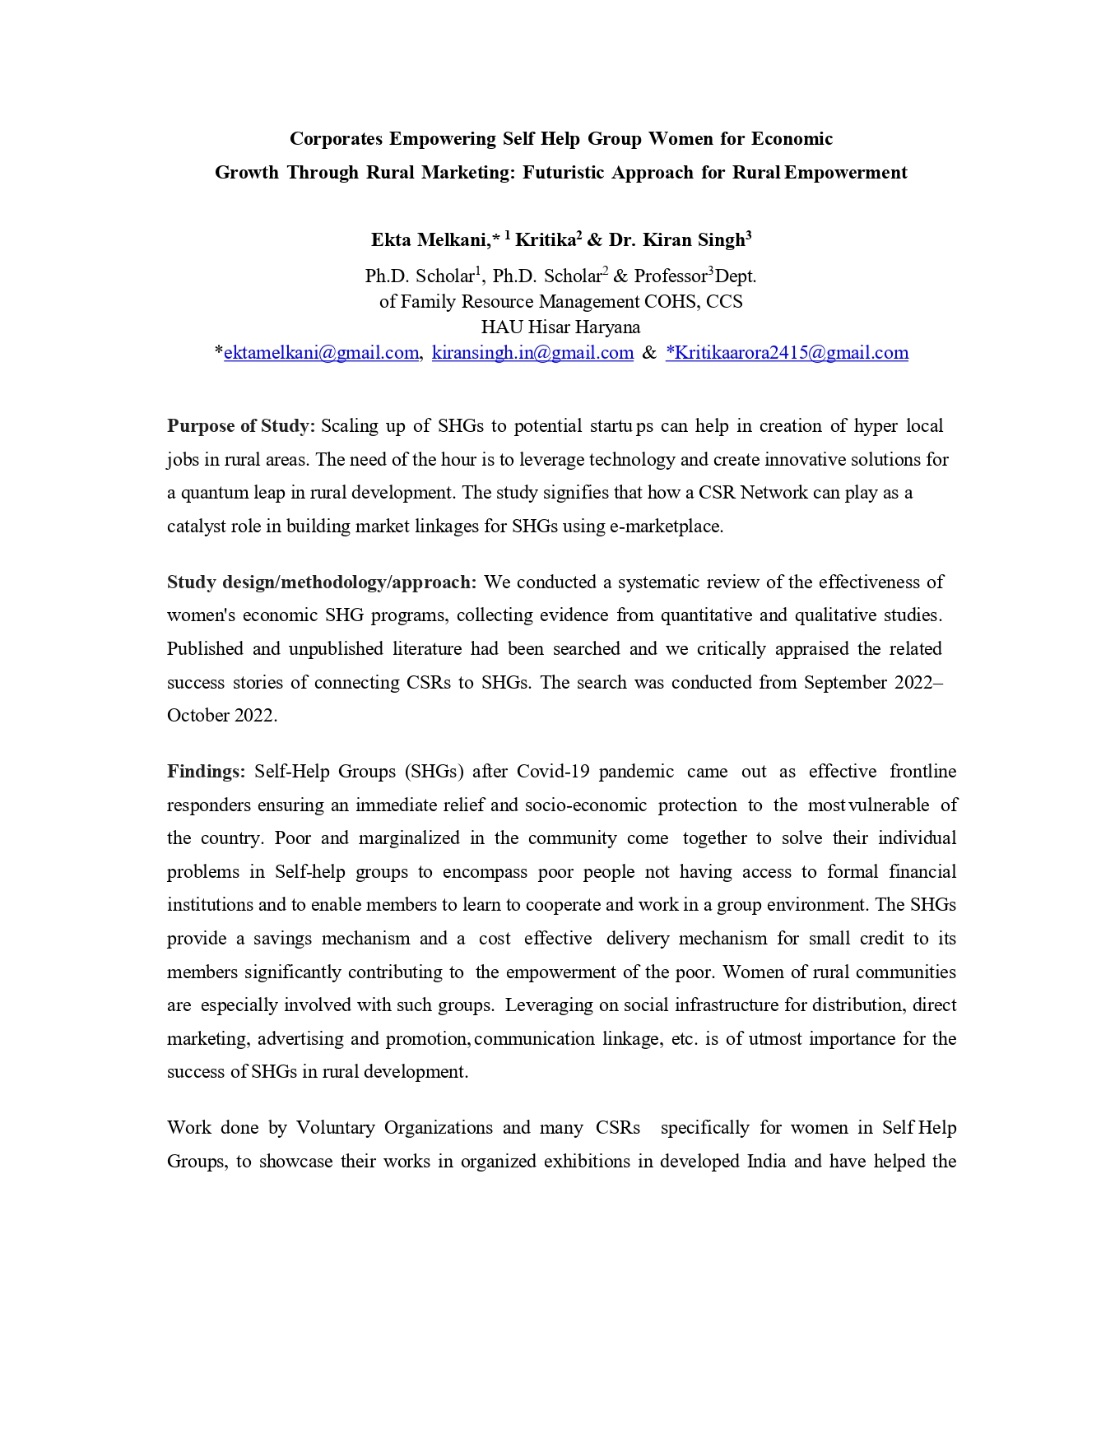 Corporates Empowering Self Help Group Women for Economic
Growth Through Rural Marketing: Futuristic Approach for Rural Empowerment
Ekta Melkani,* 1 Kritika2 & Dr. Kiran Singh3
Ph.D. Scholar1, Ph.D. Scholar2 & Professor3Dept.
of Family Resource Management COHS, CCS
HAU Hisar Haryana
*ektamelkani@gmail.com, kiransingh.in@gmail.com & *Kritikaarora2415@gmail.com
Purpose of Study: Scaling up of SHGs to potential startups can help in creation of hyper local
jobs in rural areas. The need of the hour is to leverage technology and create innovative solutions for
a quantum leap in rural development. The study signifies that how a CSR Network can play as a
catalyst role in building market linkages for SHGs using e-marketplace.
Study design/methodology/approach: We conducted a systematic review of the effectiveness of
women's economic SHG programs, collecting evidence from quantitative and qualitative studies.
Published and unpublished literature had been searched and we critically appraised the related
success stories of connecting CSRs to SHGs. The search was conducted from September 2022–
October 2022.
Findings: Self-Help Groups (SHGs) after Covid-19 pandemic came out as effective frontline
responders ensuring an immediate relief and socio-economic protection to the most vulnerable of
the country. Poor and marginalized in the community come together to solve their individual
problems in Self-help groups to encompass poor people not having access to formal financial
institutions and to enable members to learn to cooperate and work in a group environment. The SHGs
provide a savings mechanism and a cost effective delivery mechanism for small credit to its
members significantly contributing to the empowerment of the poor. Women of rural communities
are especially involved with such groups. Leveraging on social infrastructure for distribution, direct
marketing, advertising and promotion, communication linkage, etc. is of utmost importance for the
success of SHGs in rural development.
Work done by Voluntary Organizations and many CSRs specifically for women in Self Help
Groups, to showcase their works in organized exhibitions in developed India and have helped the